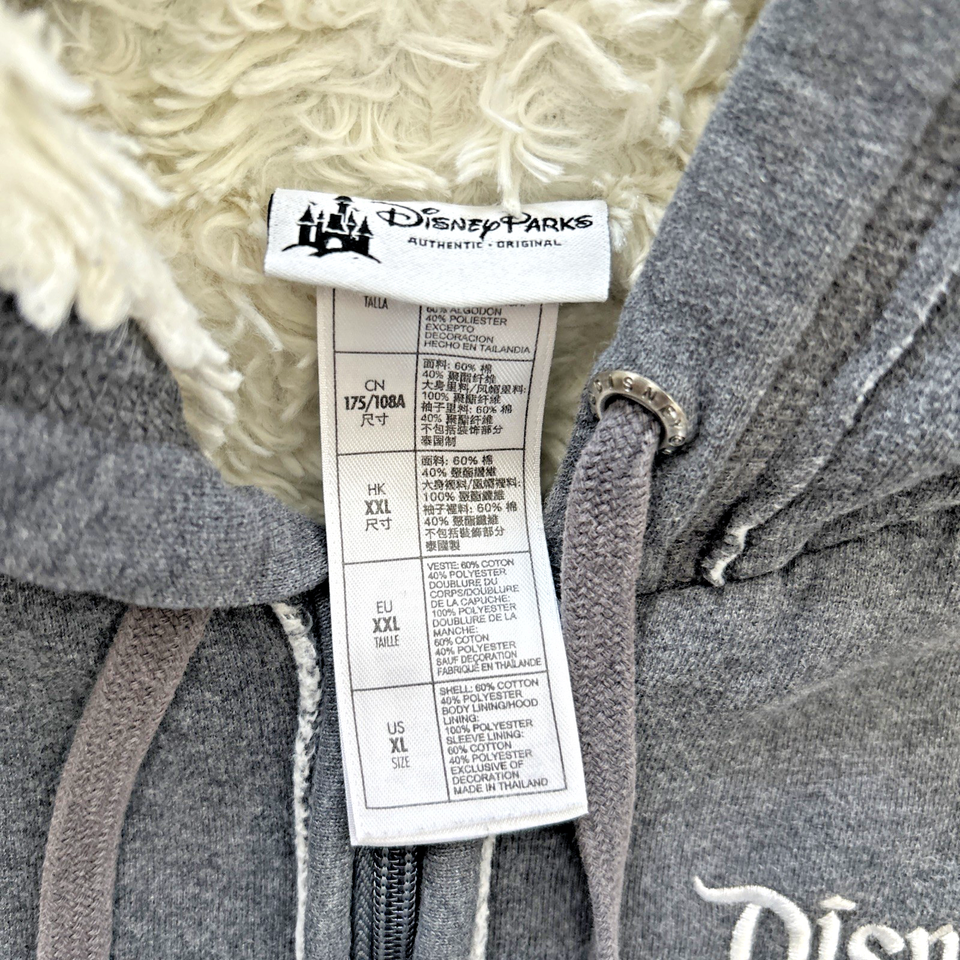 Disney Parks
AUTHENTIC · ORIGINAL
TALLA
60% ALGODON
40% POLIESTER
EXCEPTO
DECORACION
HECHO EN TAILANDIA
CN
175/108A
尺寸
面料: 60% 棉
40% 聚酯纤维
大身里料/风帽里料:
100% 聚酯纤维
袖子里料: 60% 棉
40% 聚酯纤维
不包括装饰部分
泰国制
HK
XXL
尺寸
面料: 60% 棉
40% 聚酯纖維
大身裡料/風帽裡料:
100% 聚酯纖維
袖子裡料: 60% 棉
40% 聚酯纖維
不包括裝飾部分
泰國製
EU
XXL
TAILLE
VESTE: 60% COTON
40% POLYESTER
DOUBLURE DU
CORPS/DOUBLURE
DE LA CAPUCHE:
100% POLYESTER
DOUBLURE DE LA
MANCHE:
60% COTON
40% POLYESTER
SAUF DECORATION
FABRIQUÉ EN THAÏLANDE
US
XL
SIZE
SHELL: 60% COTTON
40% POLYESTER
BODY LINING/HOOD
LINING:
100% POLYESTER
SLEEVE LINING:
60% COTTON
40% POLYESTER
EXCLUSIVE OF
DECORATION
MADE IN THAILAND
DISNEY
Disn